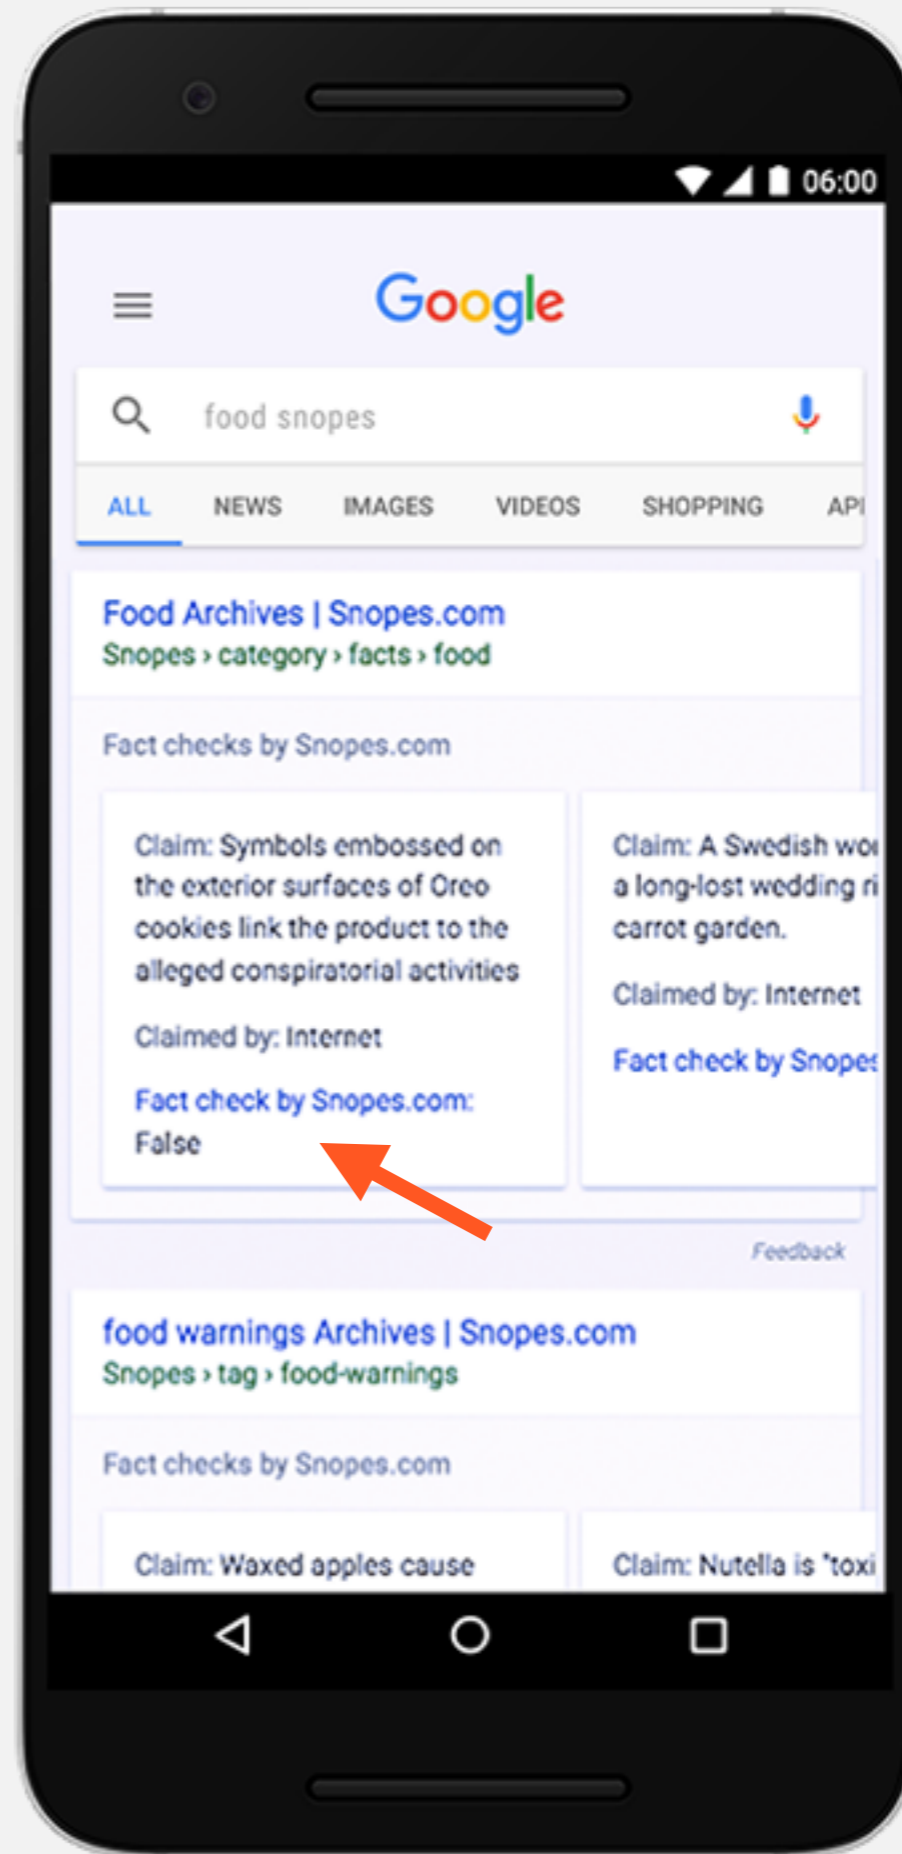 06:00
Google
food snopes
ALL NEWS IMAGES VIDEOS SHOPPING
Food Archives | Snopes.com
Snopes › category › facts › food
Fact checks by Snopes.com
Claim: Symbols embossed on
the exterior surfaces of Oreo
cookies link the product to the
alleged conspiratorial activities
Claimed by: Internet
Fact check by Snopes.com:
False
Claim: A Swedish
a long-lost wedding
carrot garden.
Claimed by: Internet
Fact check by Snopes
Feedback
food warnings Archives | Snopes.com
Snopes › tag › food-warnings
Fact checks by Snopes.com
Claim: Waxed apples cause
Claim: Nutella is "toxi